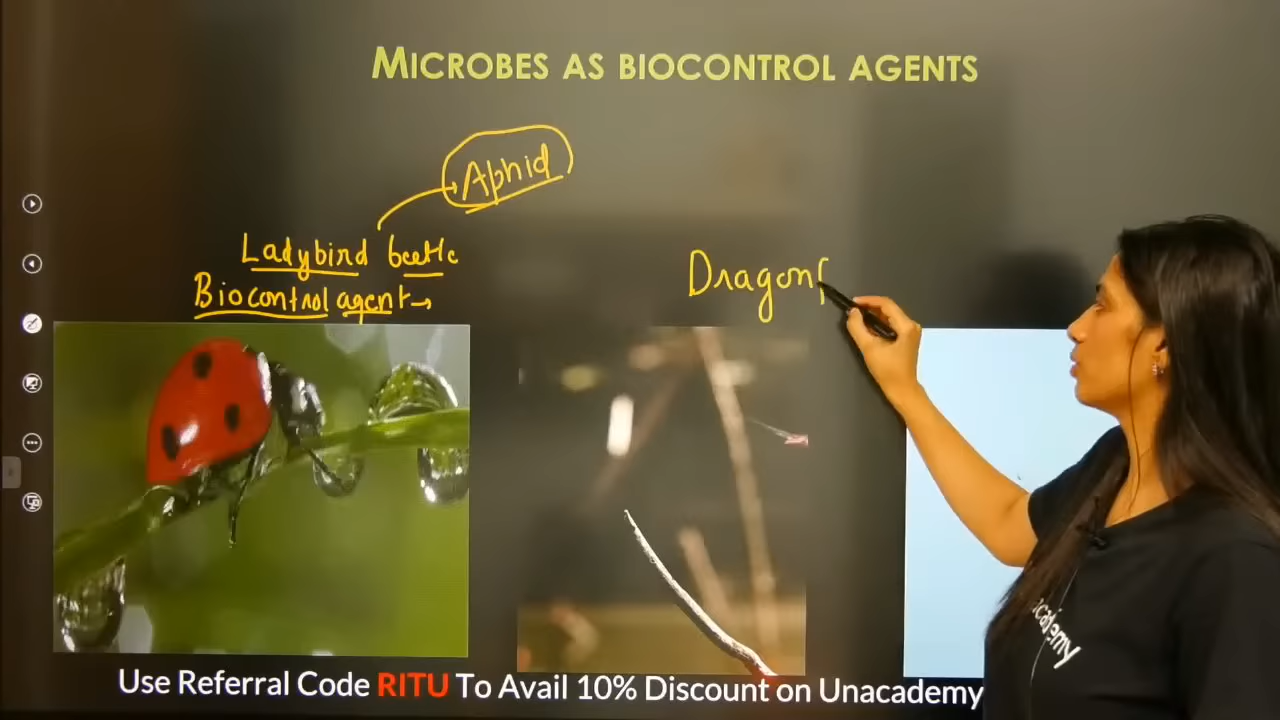 MICROBES AS BIOCONTROL AGENTS
Aphid
Ladybird beetle
Biocontrol agent→
Dragonf
Use Referral Code RITU To Avail 10% Discount on Unacademy
academy